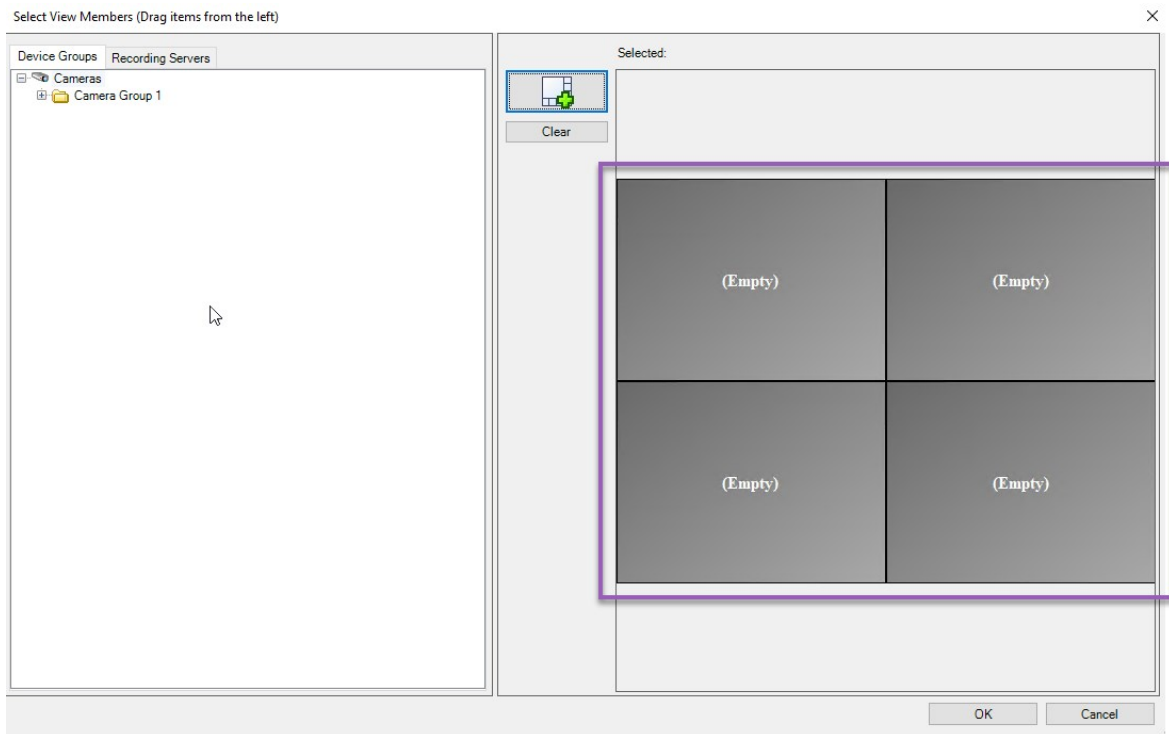 Select View Members (Drag items from the left)
Device Groups
Recording Servers
Selected:
Cameras
Camera Group 1
Clear
(Empty)
(Empty)
(Empty)
(Empty)
OK
Cancel